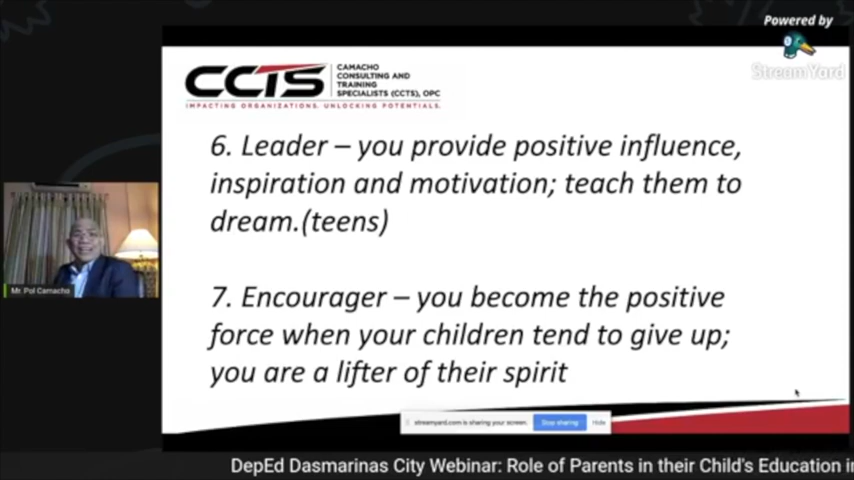 Powered by
StreamYard
CCTS
CAMACHO
CONSULTING AND
TRAINING
SPECIALISTS (CCTS), OPC
IMPACTING ORGANIZATIONS. UNLOCKING POTENTIALS.
6. Leader – you provide positive influence,
inspiration and motivation; teach them to
dream.(teens)
7. Encourager – you become the positive
force when your children tend to give up;
you are a lifter of their spirit
Mr. Pol Camacho
streamyard.com is sharing your screen.
Stop sharing
Hide
DepEd Dasmarinas City Webinar: Role of Parents in their Child's Education i